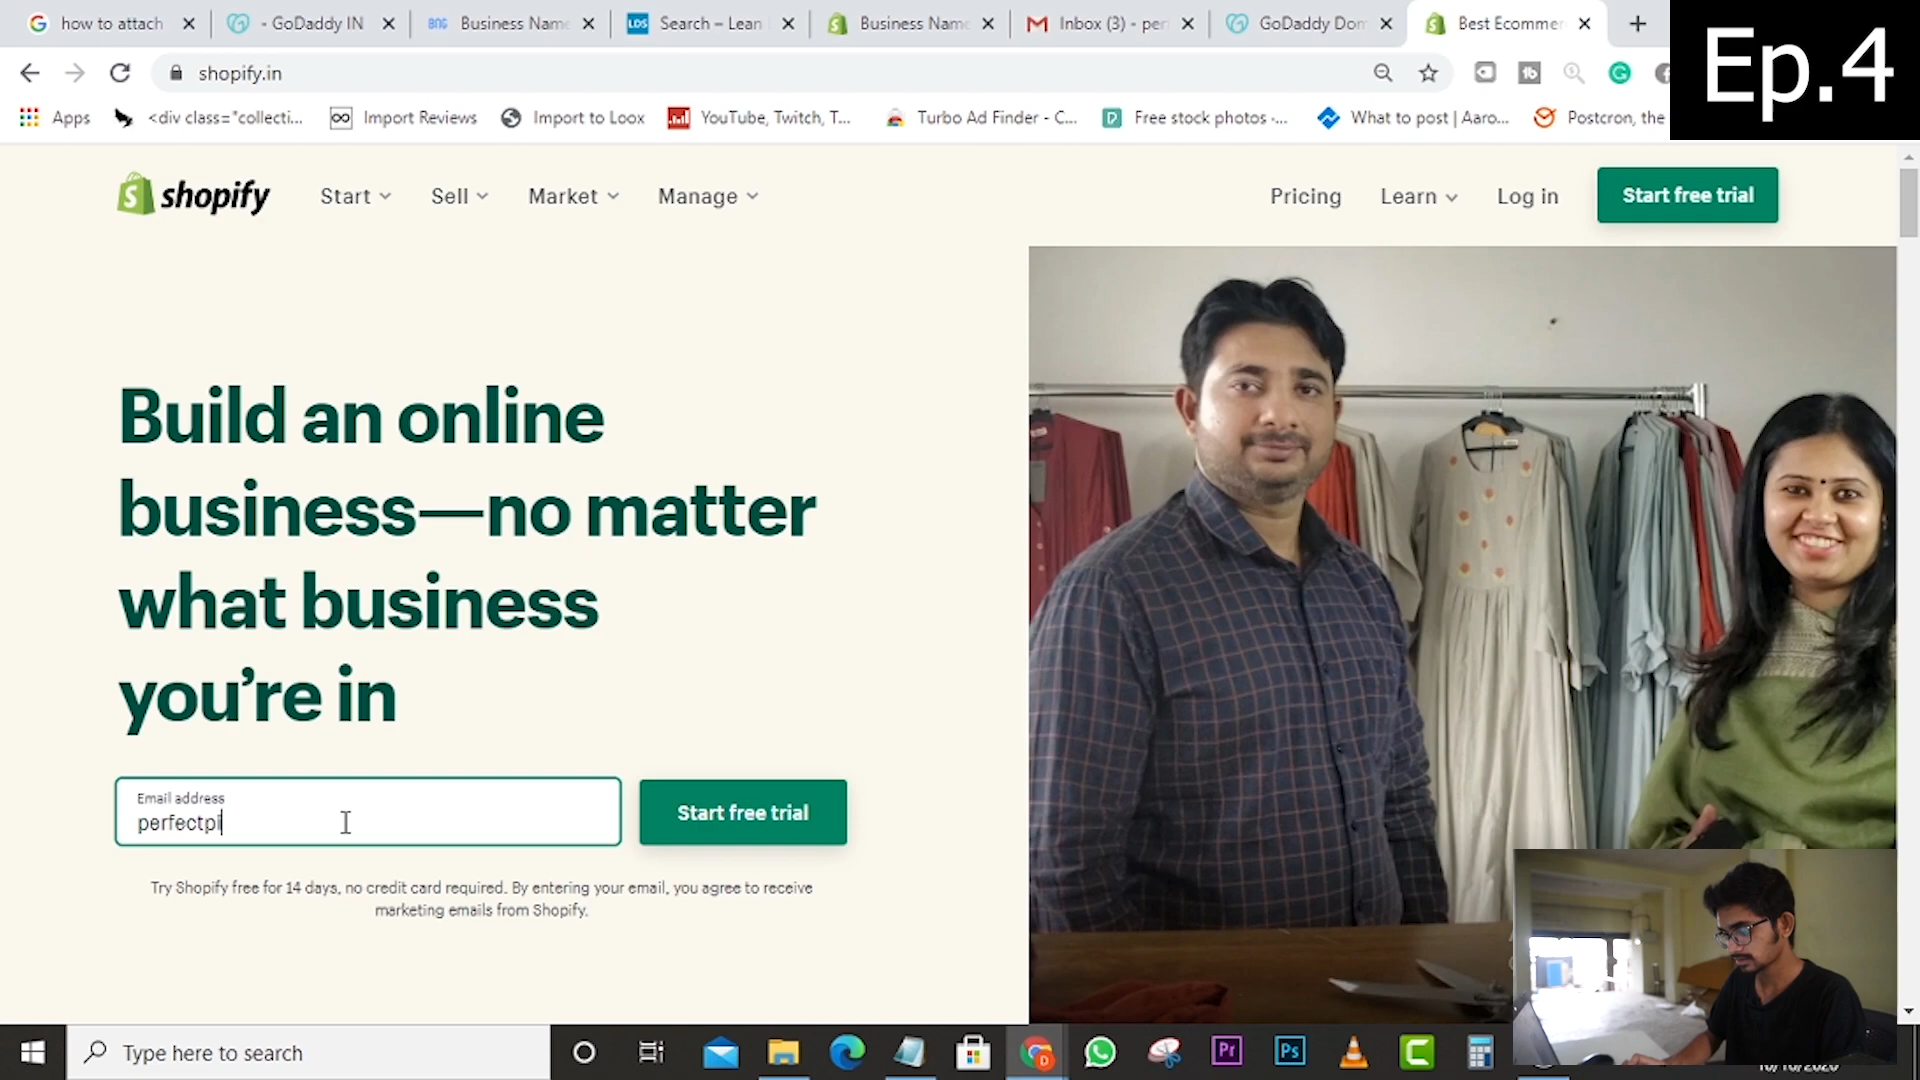 how to attach
- GoDaddy IN
BNG Business Name
LDS Search – Lean
Business Name
Inbox (3) - per
GoDaddy Dom
Best Ecommer
Ep.4
shopify.in
Apps
<div class="collecti...
Import Reviews
Import to Loox
YouTube, Twitch, T...
Turbo Ad Finder - C...
Free stock photos -...
What to post | Aaro...
Postcron, the
shopify
Start
Sell
Market
Manage
Pricing
Learn
Log in
Start free trial
Build an online
business—no matter
what business
you're in
Email address
perfectpi
Start free trial
Try Shopify free for 14 days, no credit card required. By entering your email, you agree to receive
marketing emails from Shopify.
Type here to search
Pr
Ps